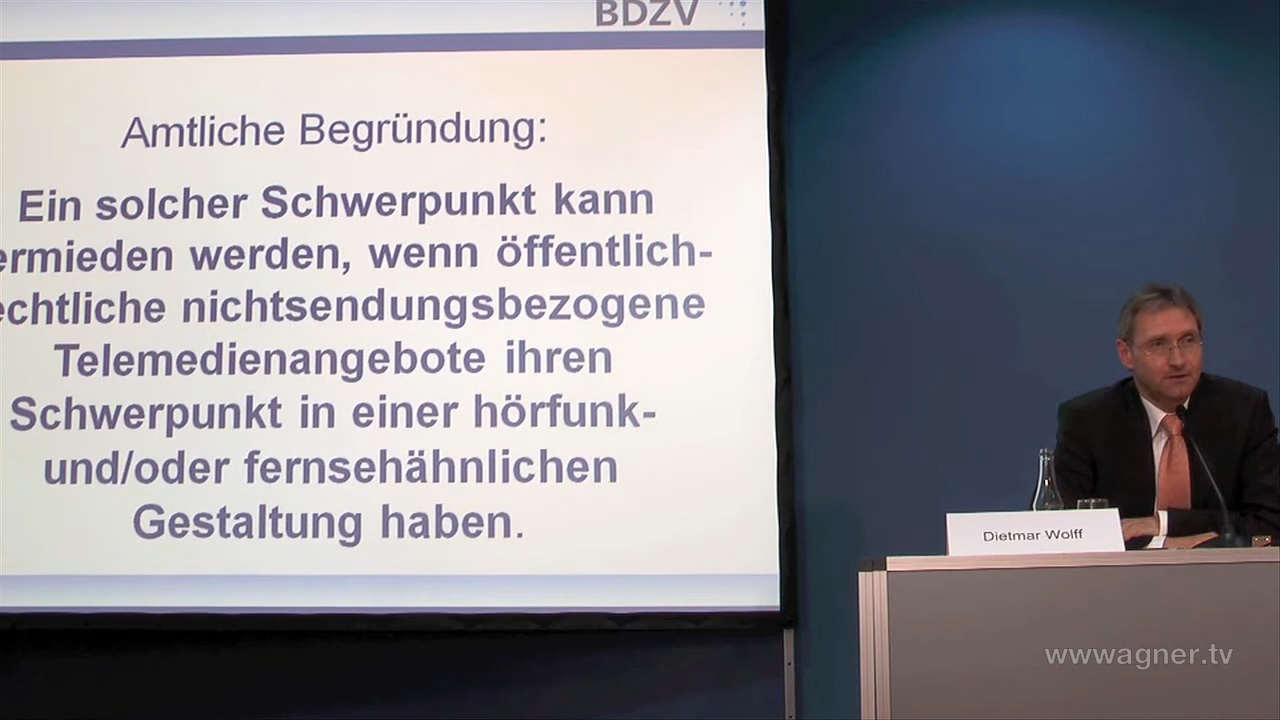 BDZV
Amtliche Begründung:
Ein solcher Schwerpunkt kann
ermieden werden, wenn öffentlich-
echtliche nichtsendungsbezogene
Telemedienangebote ihren
Schwerpunkt in einer hörfunk-
und/oder fernsehähnlichen
Gestaltung haben.
Dietmar Wolff
wwwagner.tv